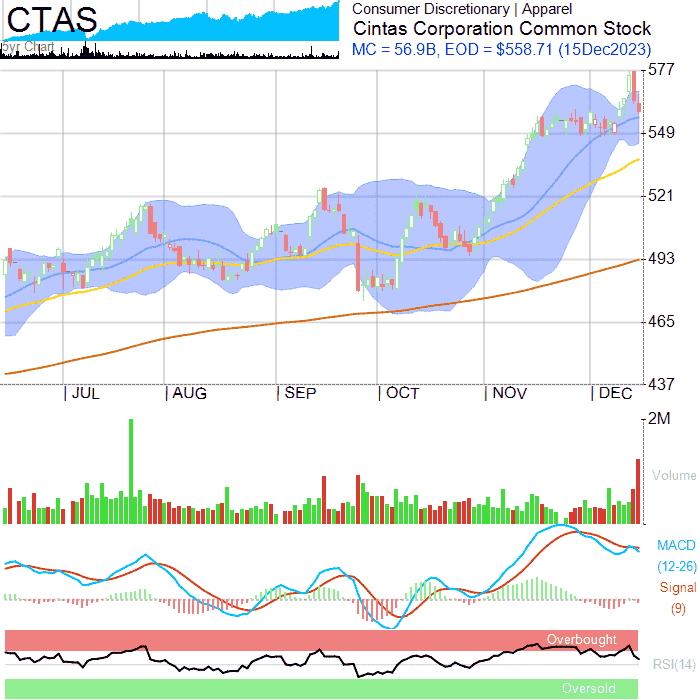 CTAS
Consumer Discretionary | Apparel
Cintas Corporation Common Stock
MC = 56.9B, EOD = $558.71 (15Dec2023)
Chart
577
549
521
493
465
437
JUL
AUG
SEP
OCT
NOV
DEC
2M
Volume
MACD
(12-26)
Signal
(9)
Overbought
RSI(14)
Oversold